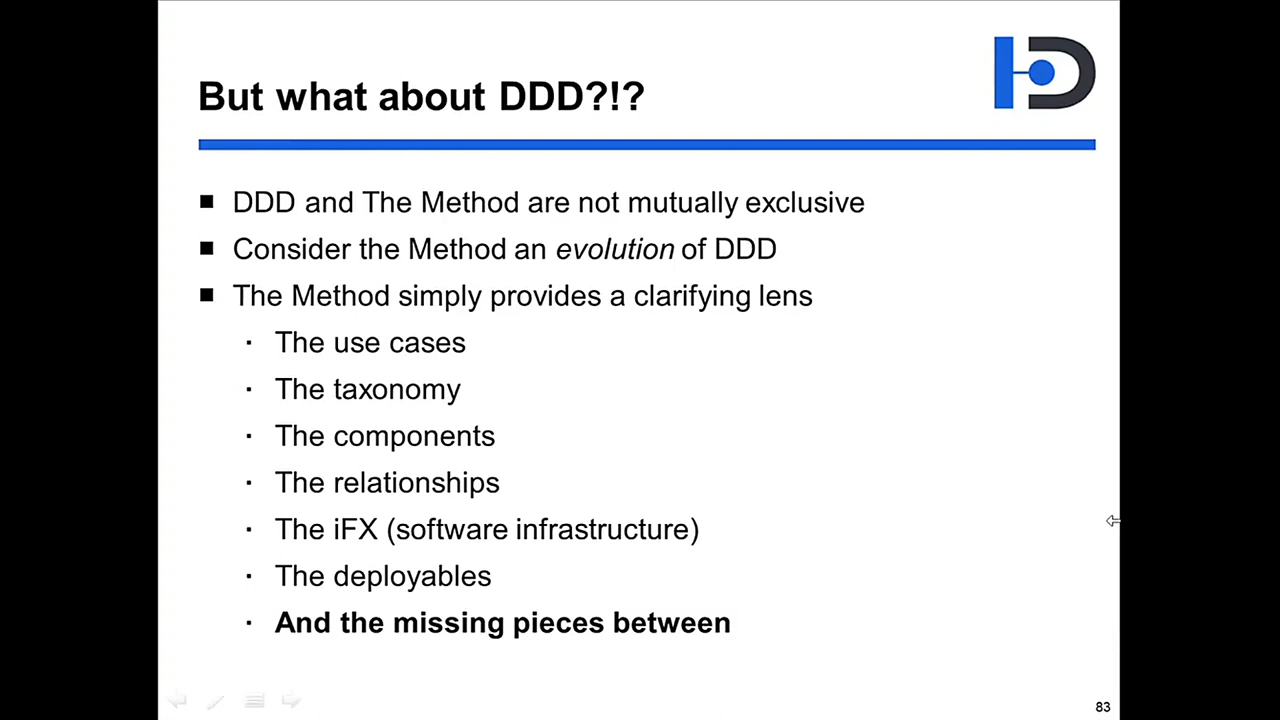 But what about DDD?!?
DDD and The Method are not mutually exclusive
Consider the Method an evolution of DDD
The Method simply provides a clarifying lens
The use cases
The taxonomy
The components
The relationships
The iFX (software infrastructure)
The deployables
And the missing pieces between
83